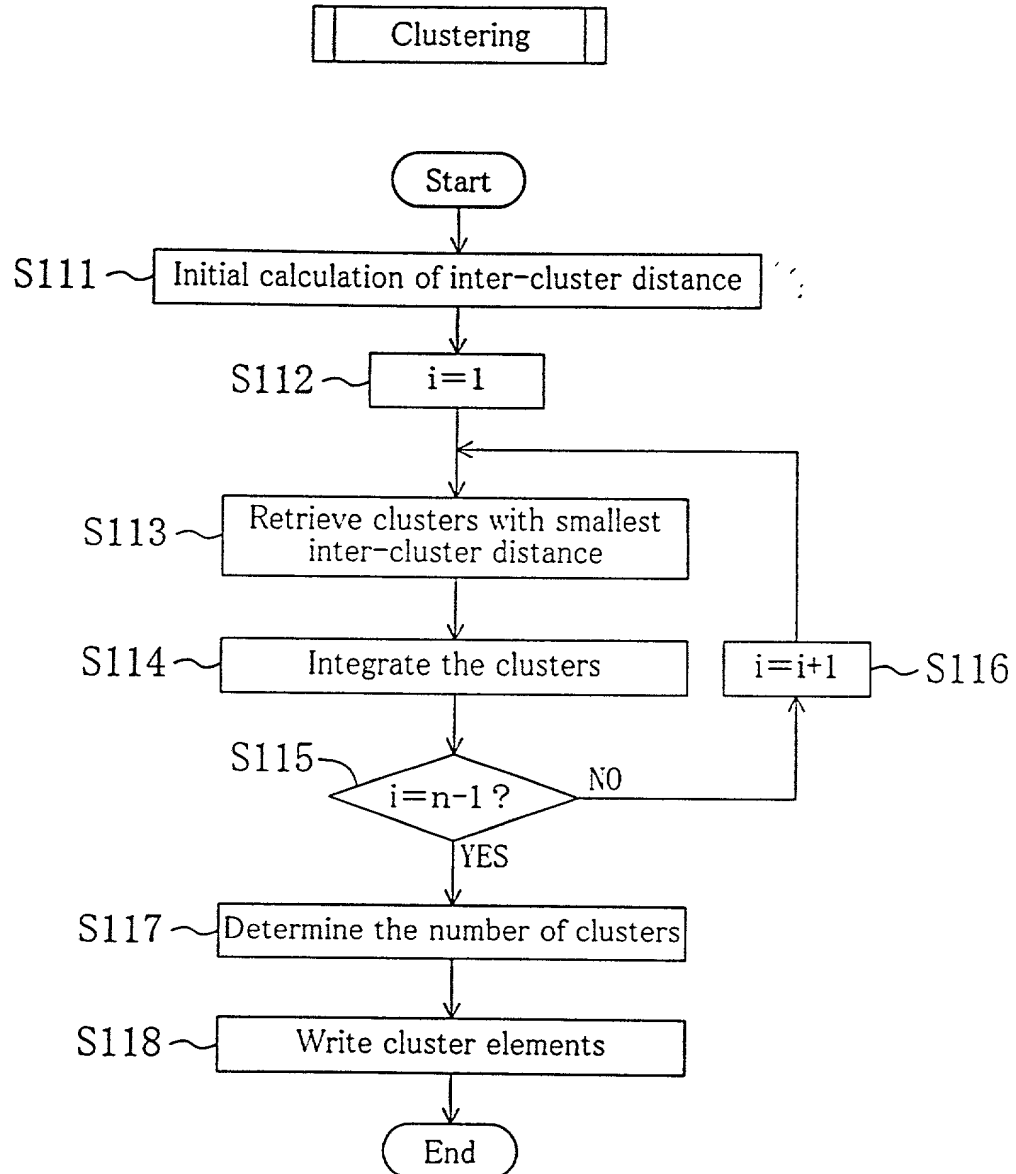 Clustering
Start
S111
Initial calculation of inter-cluster distance
S112
i=1
S113
Retrieve clusters with smallest
inter-cluster distance
S114
Integrate the clusters
i=i+1
S116
S115
i=n-1?
NO
YES
S117
Determine the number of clusters
S118
Write cluster elements
End